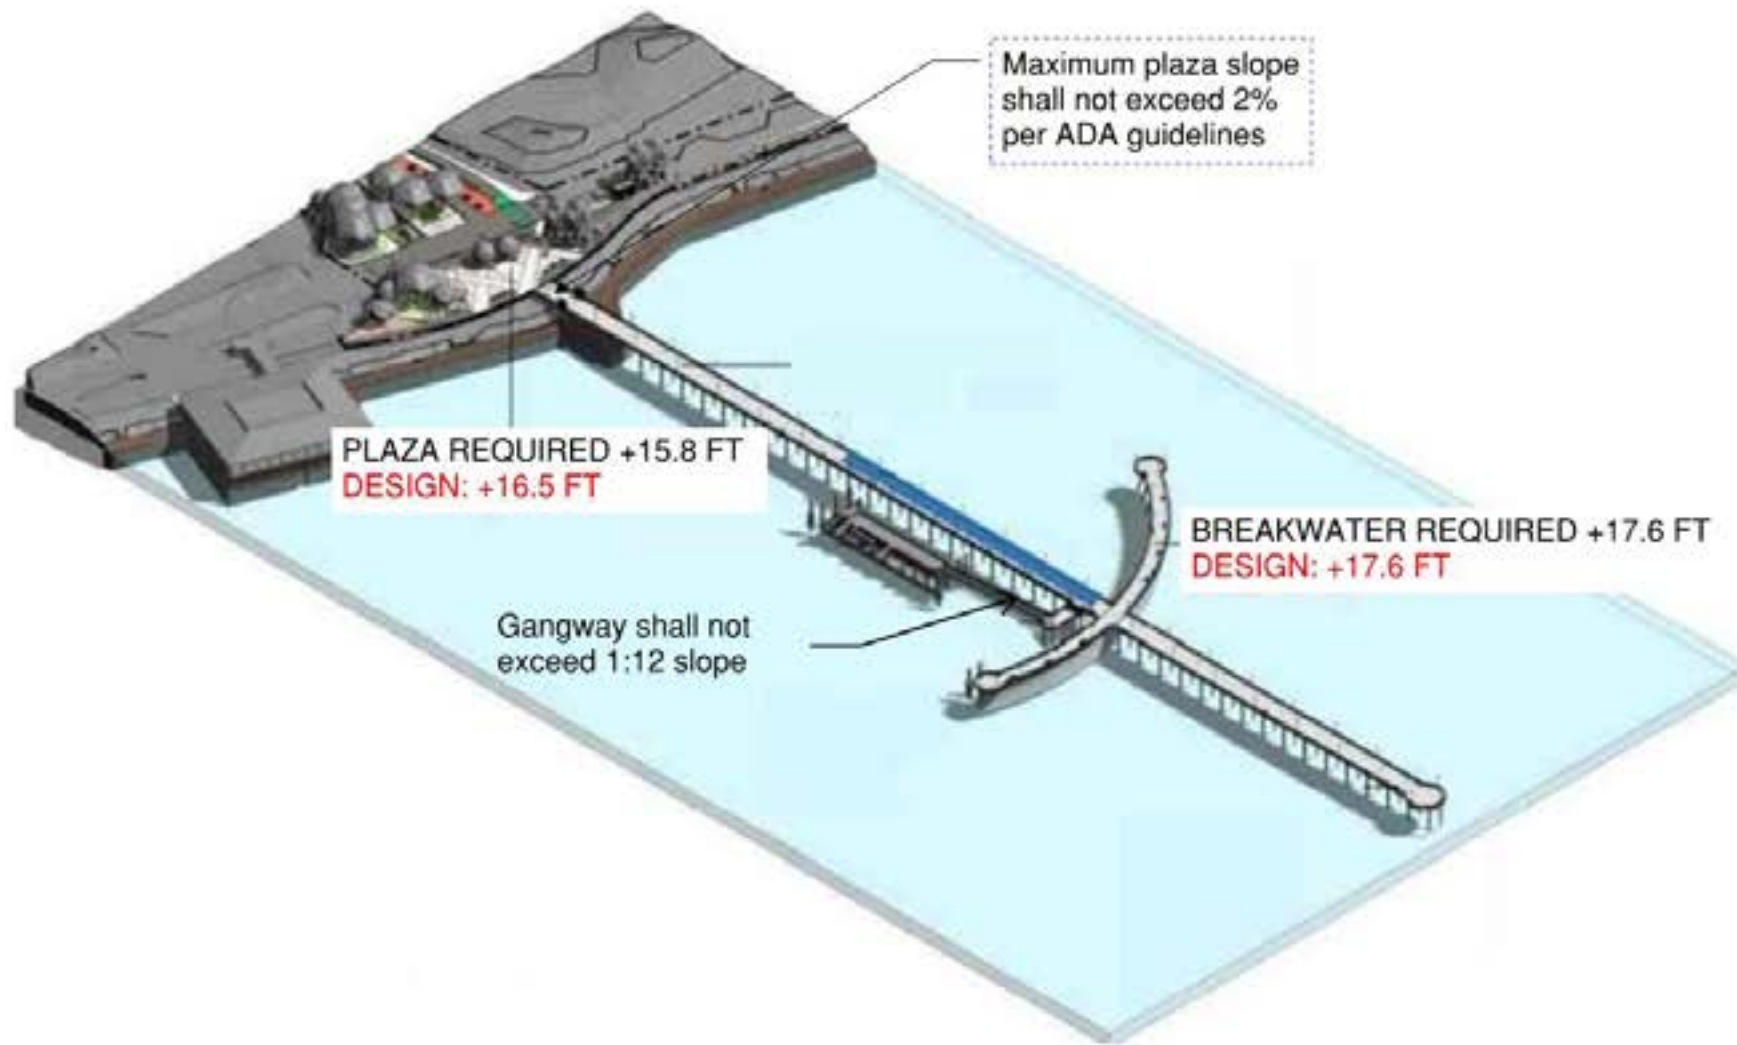 Maximum plaza slope
shall not exceed 2%
per ADA guidelines
PLAZA REQUIRED +15.8 FT
DESIGN: +16.5 FT
BREAKWATER REQUIRED +17.6 FT
DESIGN: +17.6 FT
Gangway shall not
exceed 1:12 slope